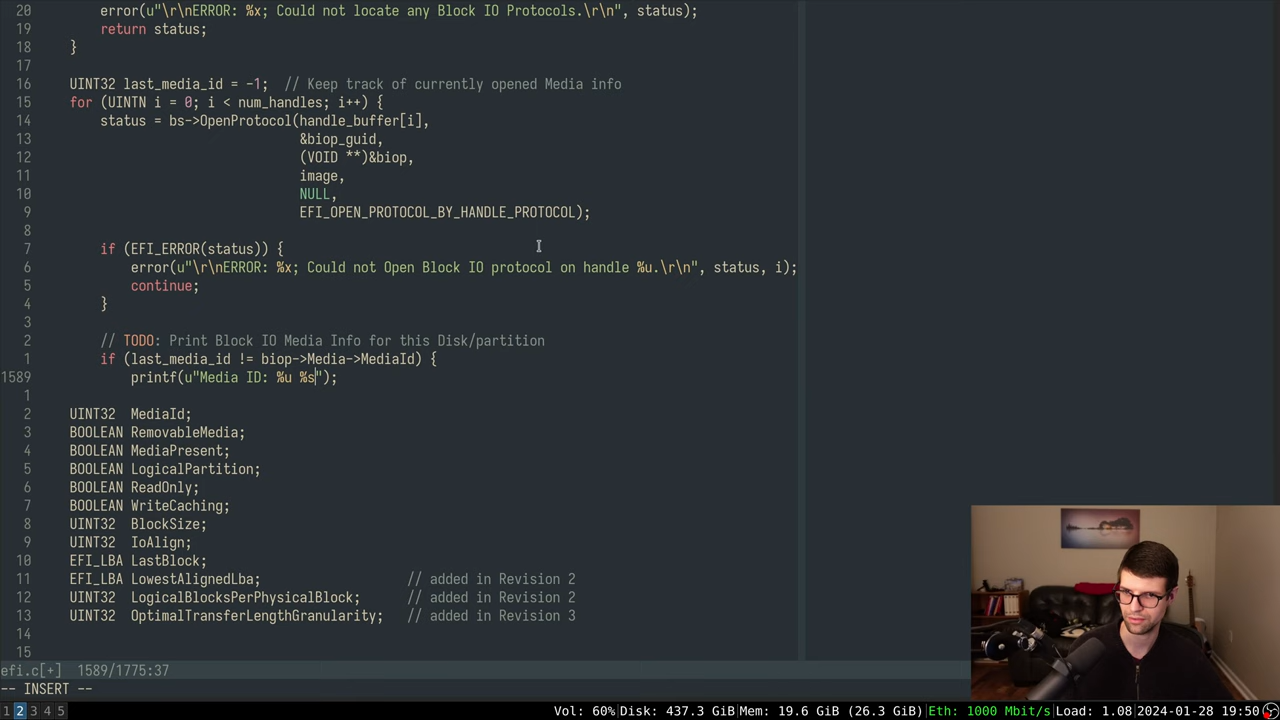 20 error(u"\r\nERROR: %x; Could not locate any Block IO Protocols.\r\n", status);
19 return status;
18 }
17
16 UINT32 last_media_id = -1;  // Keep track of currently opened Media info
15 for (UINTN i = 0; i < num_handles; i++) {
14 status = bs->OpenProtocol(handle_buffer[i],
13 &biop_guid,
12 (VOID **)&biop,
11 image,
10 NULL,
9 EFI_OPEN_PROTOCOL_BY_HANDLE_PROTOCOL);
8
7 if (EFI_ERROR(status)) {
6 error(u"\r\nERROR: %x; Could not Open Block IO protocol on handle %u.\r\n", status, i);
5 continue;
4 }
3
2 // TODO: Print Block IO Media Info for this Disk/partition
1 if (last_media_id != biop->Media->MediaId) {
1589 printf(u"Media ID: %u %s");
1
2 UINT32  MediaId;
3 BOOLEAN RemovableMedia;
4 BOOLEAN MediaPresent;
5 BOOLEAN LogicalPartition;
6 BOOLEAN ReadOnly;
7 BOOLEAN WriteCaching;
8 UINT32  BlockSize;
9 UINT32  IoAlign;
10 EFI_LBA LastBlock;
11 EFI_LBA LowestAlignedLba; // added in Revision 2
12 UINT32  LogicalBlocksPerPhysicalBlock; // added in Revision 2
13 UINT32  OptimalTransferLengthGranularity; // added in Revision 3
14
15
efi.c[+]  1589/1775:37
-- INSERT --
1 2 3 4 5 Vol: 60%|Disk: 437.3 GiB|Mem: 19.6 GiB (26.3 GiB)|Eth: 1000 Mbit/s|Load: 1.08|2024-01-28 19:50